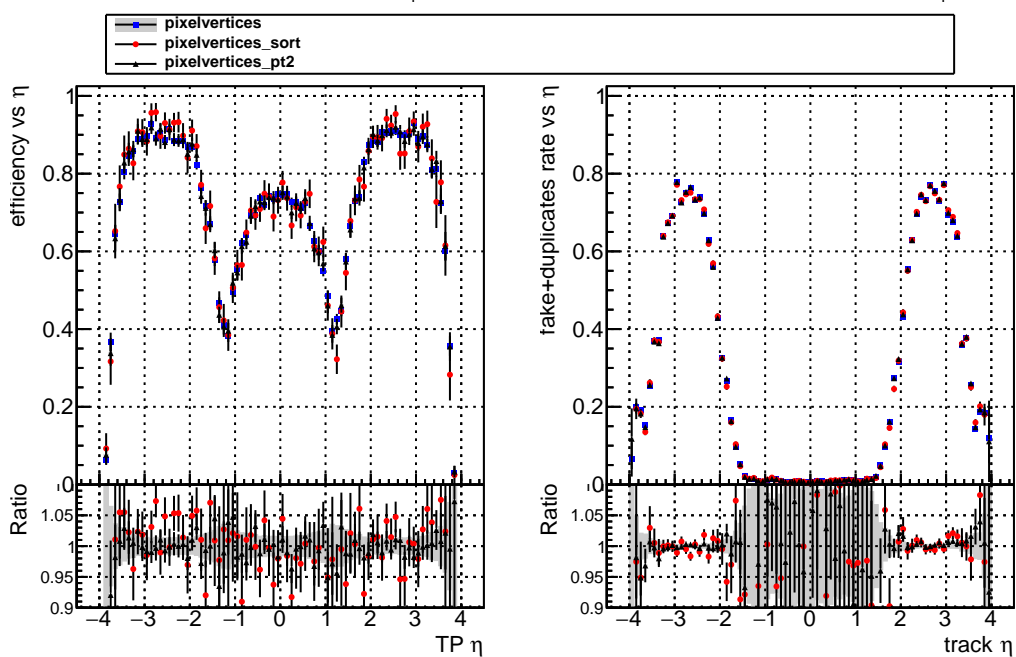 pixelvertices
pixelvertices_sort
pixelvertices_pt2
efficiency vs η
1
0.8
0.6
0.4
0.2
0
Ratio
1.05
1
0.95
0.9
−4 −3 −2 −1 0 1 2 3 4
TP η
fake+duplicates rate vs η
1
0.8
0.6
0.4
0.2
0
Ratio
1.05
1
0.95
0.9
−4 −3 −2 −1 0 1 2 3 4
track η